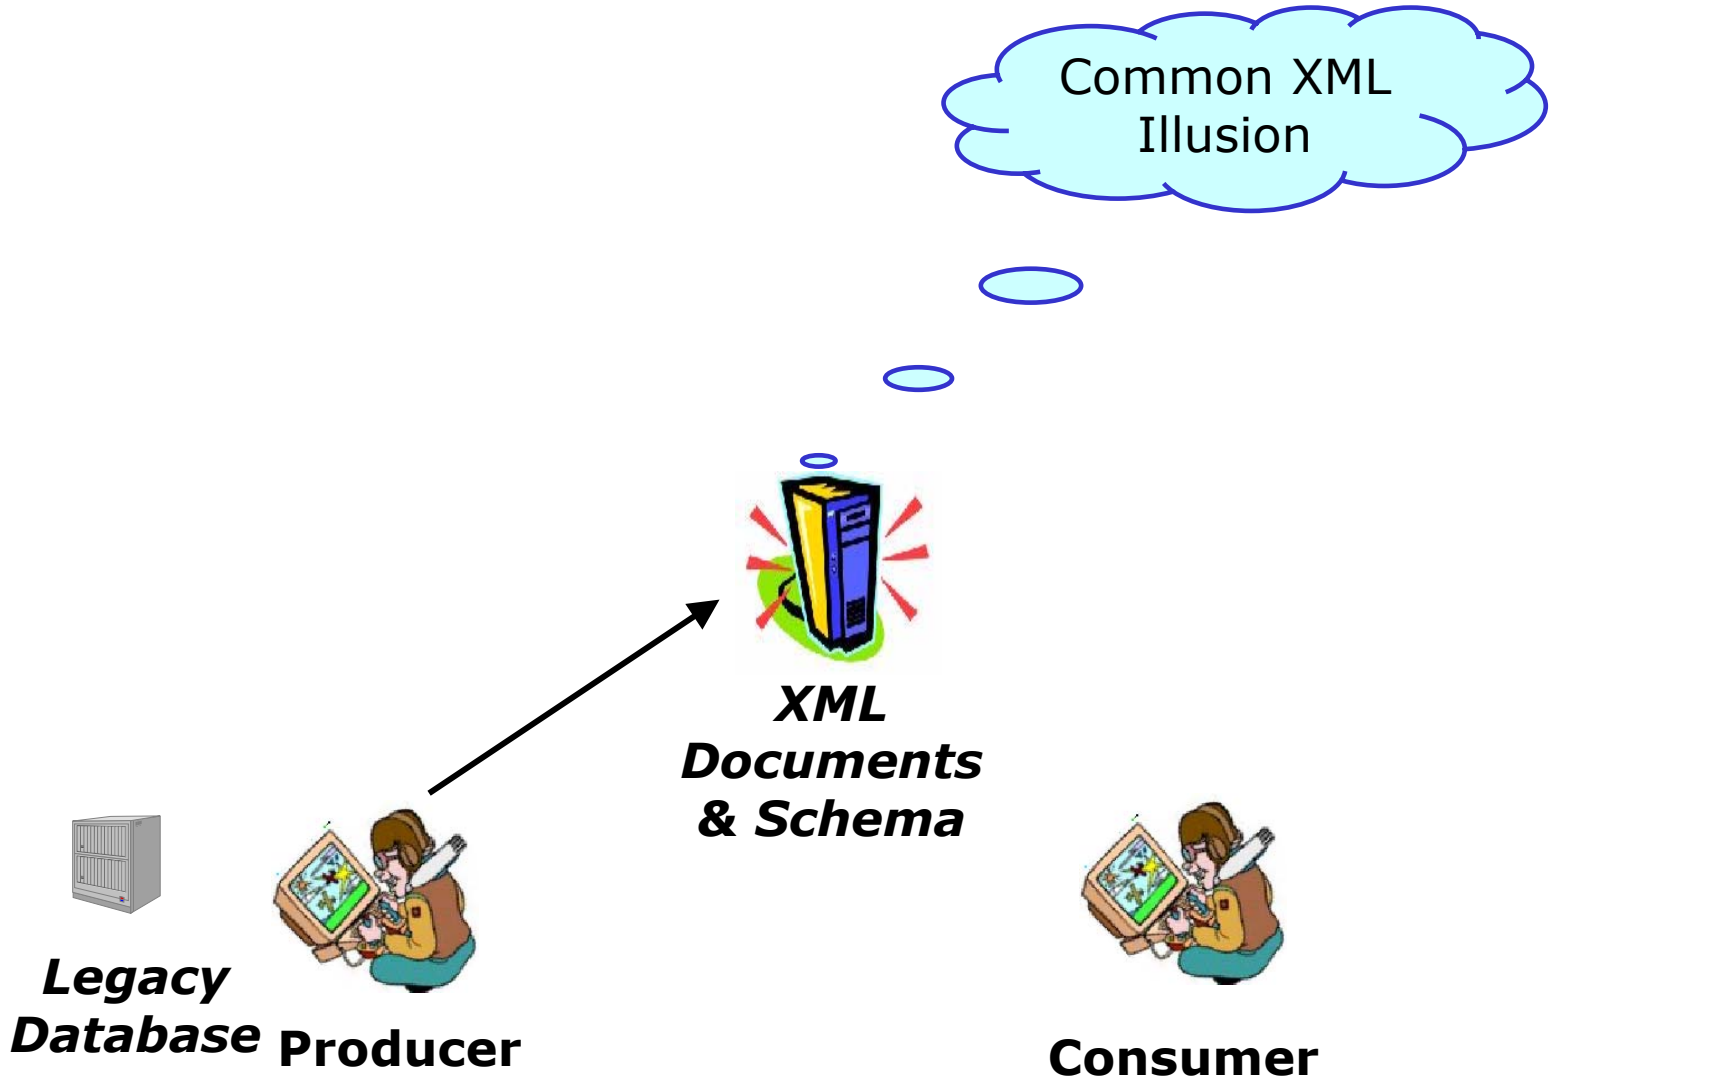 Common XML
Illusion
XML
Documents
& Schema
Legacy
Database
Producer
Consumer